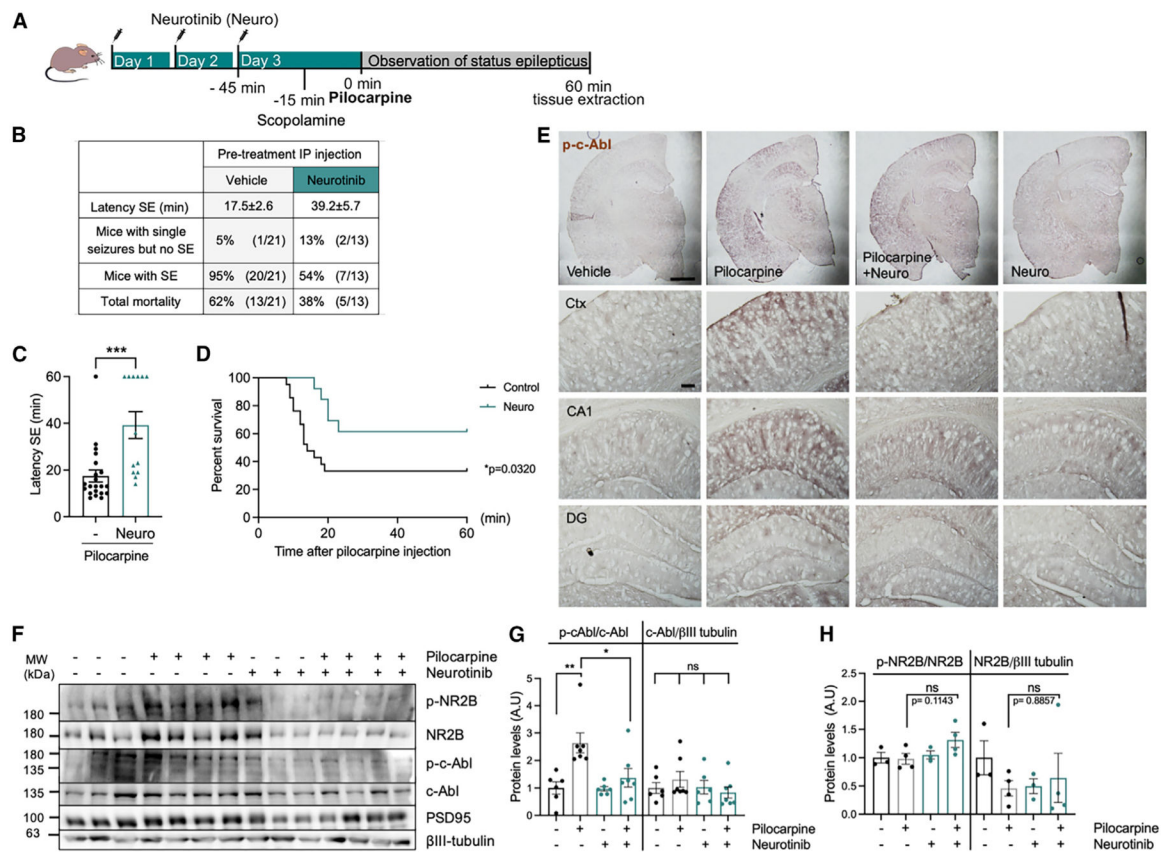 A
Neurotinib (Neuro)
Day 1 Day 2 Day 3 Observation of status epilepticus
- 45 min 0 min 60 min
-15 min Pilocarpine tissue extraction
Scopolamine
B
Pre-treatment IP injection
Vehicle Neurotinib
Latency SE (min) 17.5±2.6 39.2±5.7
Mice with single seizures but no SE 5% (1/21) 13% (2/13)
Mice with SE 95% (20/21) 54% (7/13)
Total mortality 62% (13/21) 38% (5/13)
C
***
Latency SE (min)
60
40
20
0
- Neuro
Pilocarpine
D
Percent survival
100
80
60
40
20
0
0 20 40 60
(min)
Time after pilocarpine injection
Control
Neuro
*p=0.0320
E
p-c-Abl
Vehicle Pilocarpine Pilocarpine +Neuro Neuro
Ctx
CA1
DG
F
MW (kDa)
- - - + + + + - - - + + + + Pilocarpine
- - - - - - - + + + + + + + Neurotinib
180 p-NR2B
180 NR2B
180
135 p-c-Abl
135 c-Abl
100 PSD95
63 βIII-tubulin
G
p-cAbl/c-Abl c-Abl/βIII tubulin
** * ns
Protein levels (A.U)
5
4
3
2
1
0
- + - + - + - + Pilocarpine
- - + + - - + + Neurotinib
H
p-NR2B/NR2B NR2B/βIII tubulin
ns ns
p= 0.1143 p= 0.8857
Protein levels (A.U)
2.5
2.0
1.5
1.0
0.5
0.0
- + - + - + - + Pilocarpine
- - + + - - + + Neurotinib